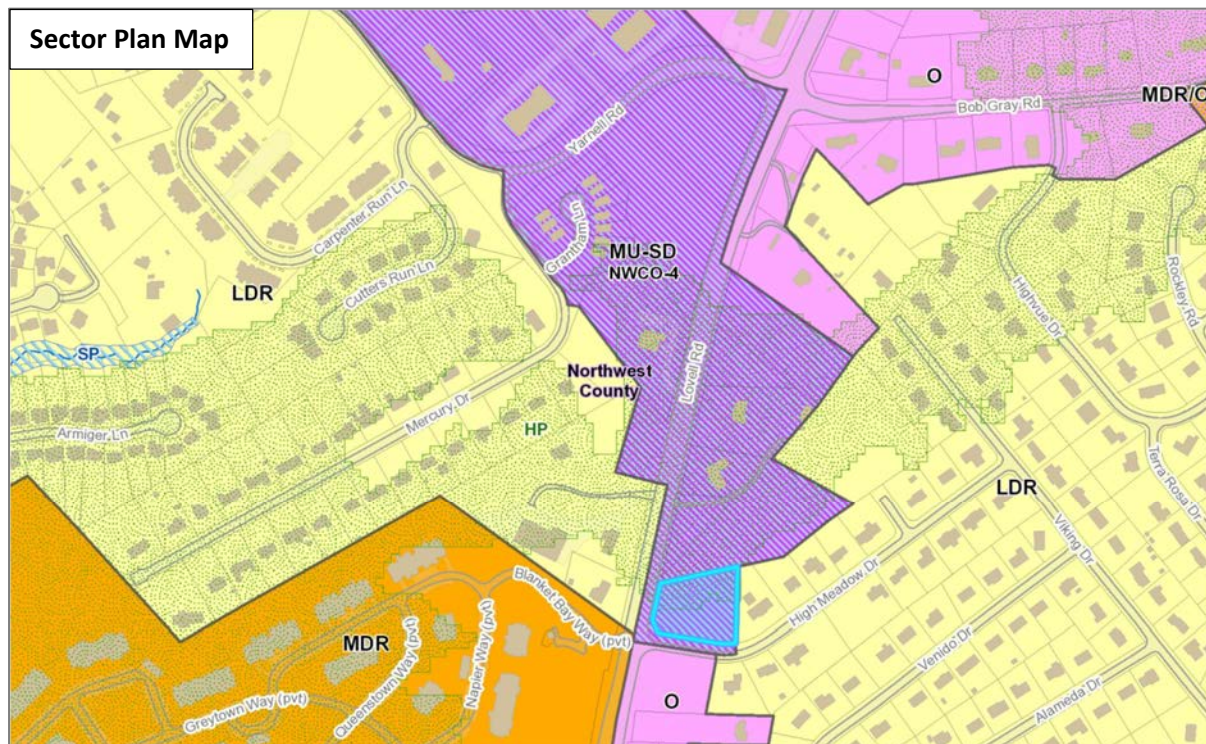 Sector Plan Map
O
MDR/O
Bob Gray Rd
Yarnell Rd
Carpenter Run Ln
Grantham Ln
MU-SD
NWCO-4
Cutters Run Ln
LDR
Highvue Dr
Rockley Rd
SP
Northwest
County
Lovell Rd
Mercury Dr
Armiger Ln
HP
Terra Rosa Dr
LDR
Viking Dr
High Meadow Dr
Blanket Bay Way (pvt)
MDR
Queenstown Way (pvt)
Napier Way (pvt)
Greytown Way (pvt)
Venido Dr
Alameda Dr
O